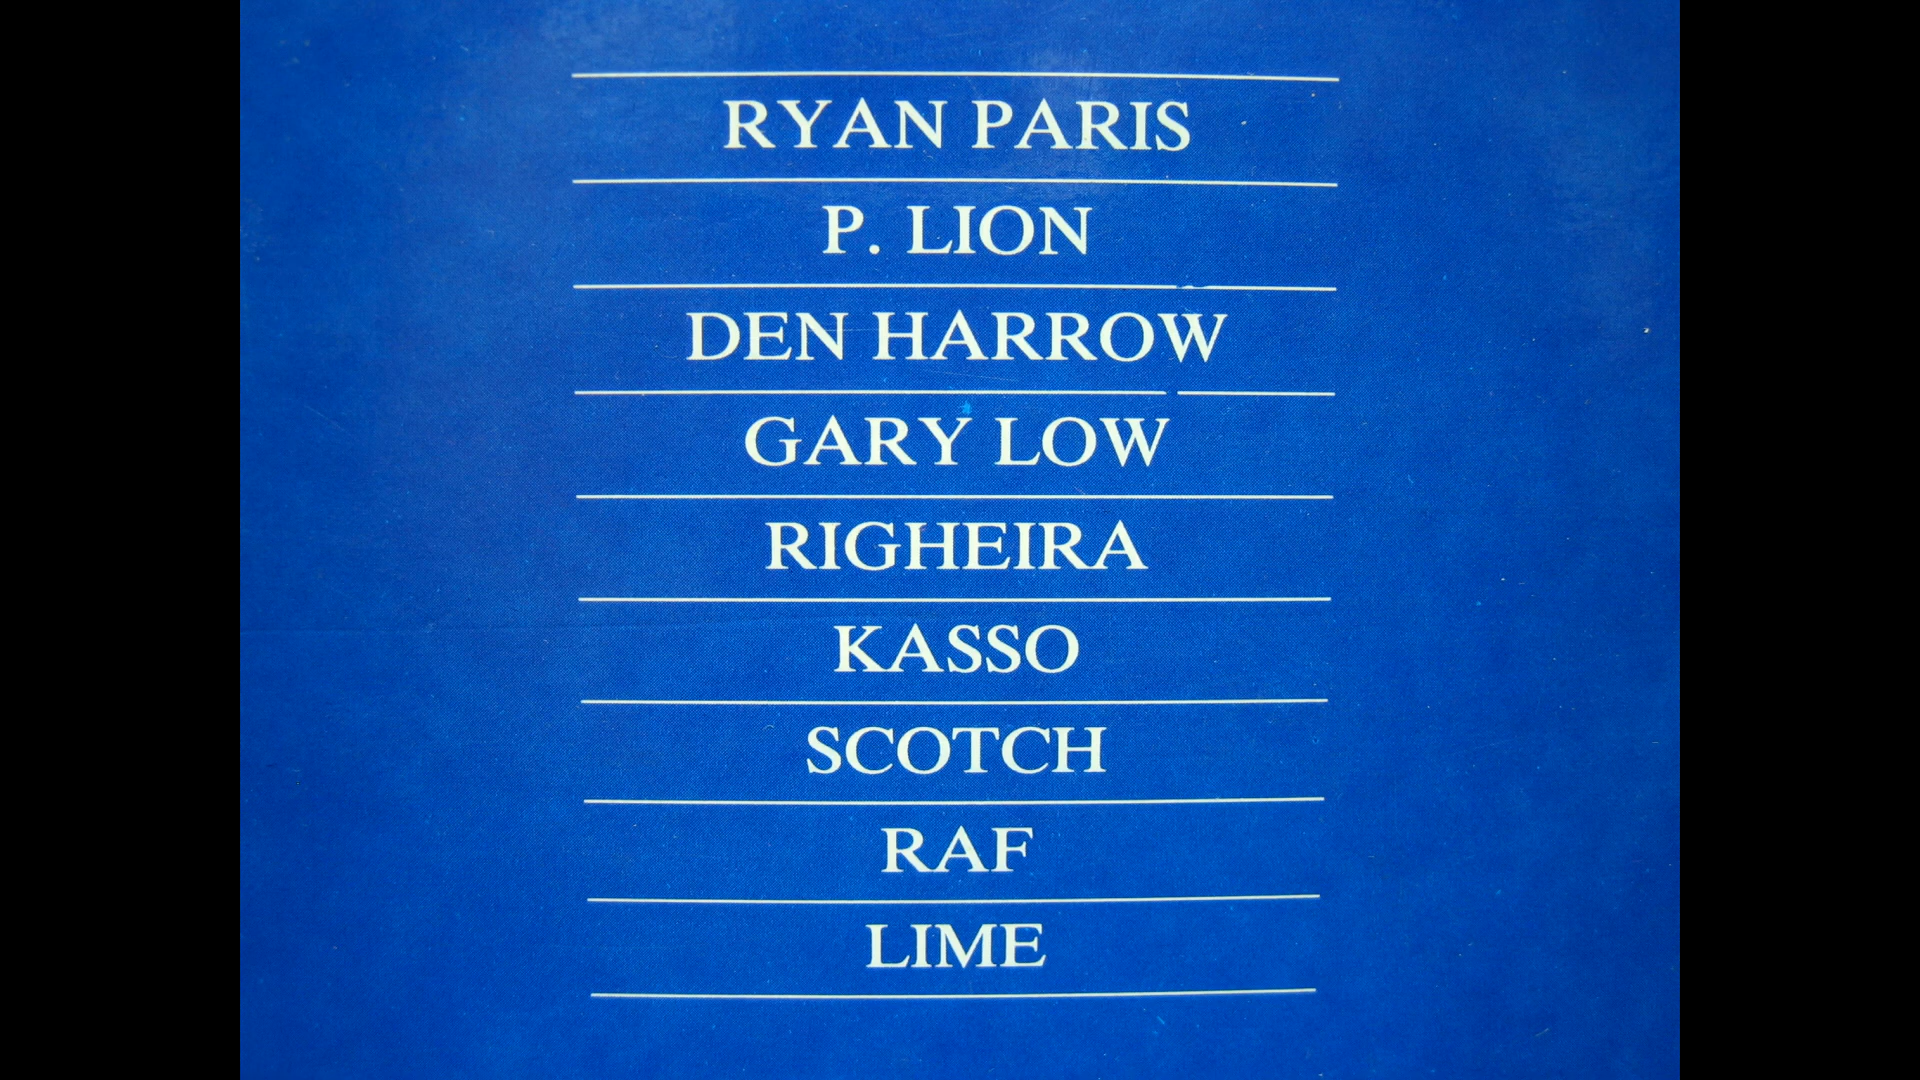 RYAN PARIS
P. LION
DEN HARROW
GARY LOW
RIGHEIRA
KASSO
SCOTCH
RAF
LIME